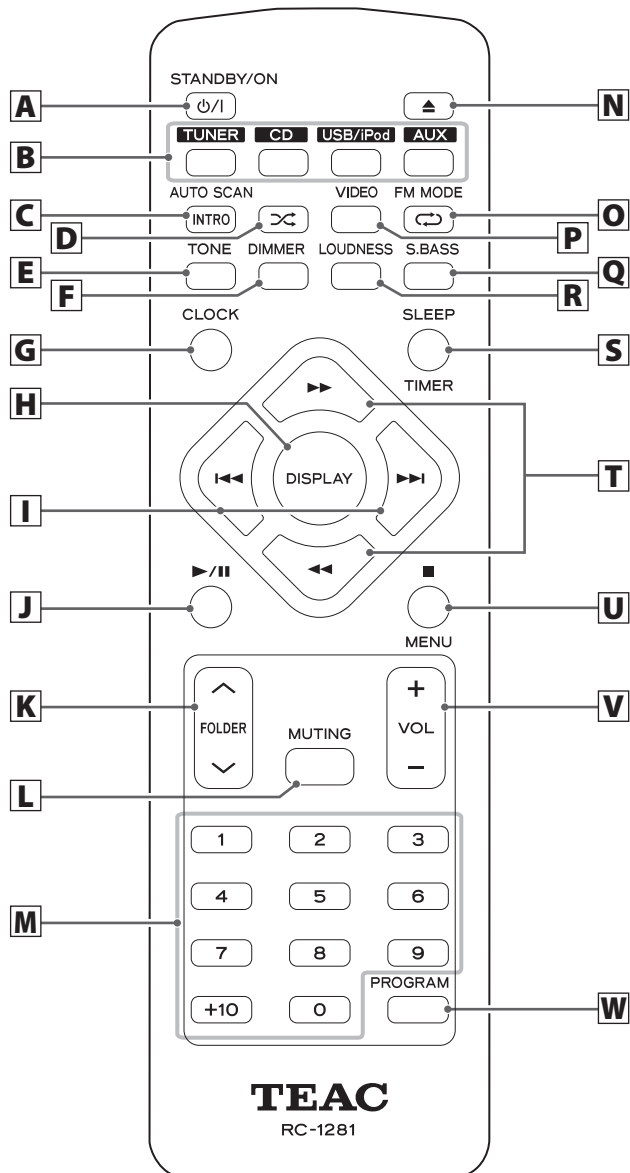 STANDBY/ON
A
⏻/I
N
TUNER CD USB/iPod AUX
B
AUTO SCAN VIDEO FM MODE
C
INTRO
O
D
P
TONE DIMMER LOUDNESS S.BASS
E
Q
F
R
CLOCK SLEEP
G
S
TIMER
H
DISPLAY
T
I
J
U
MENU
K
FOLDER
+
VOL
–
V
MUTING
L
1 2 3
4 5 6
M
7 8 9
PROGRAM
+10 0
W
TEAC
RC-1281